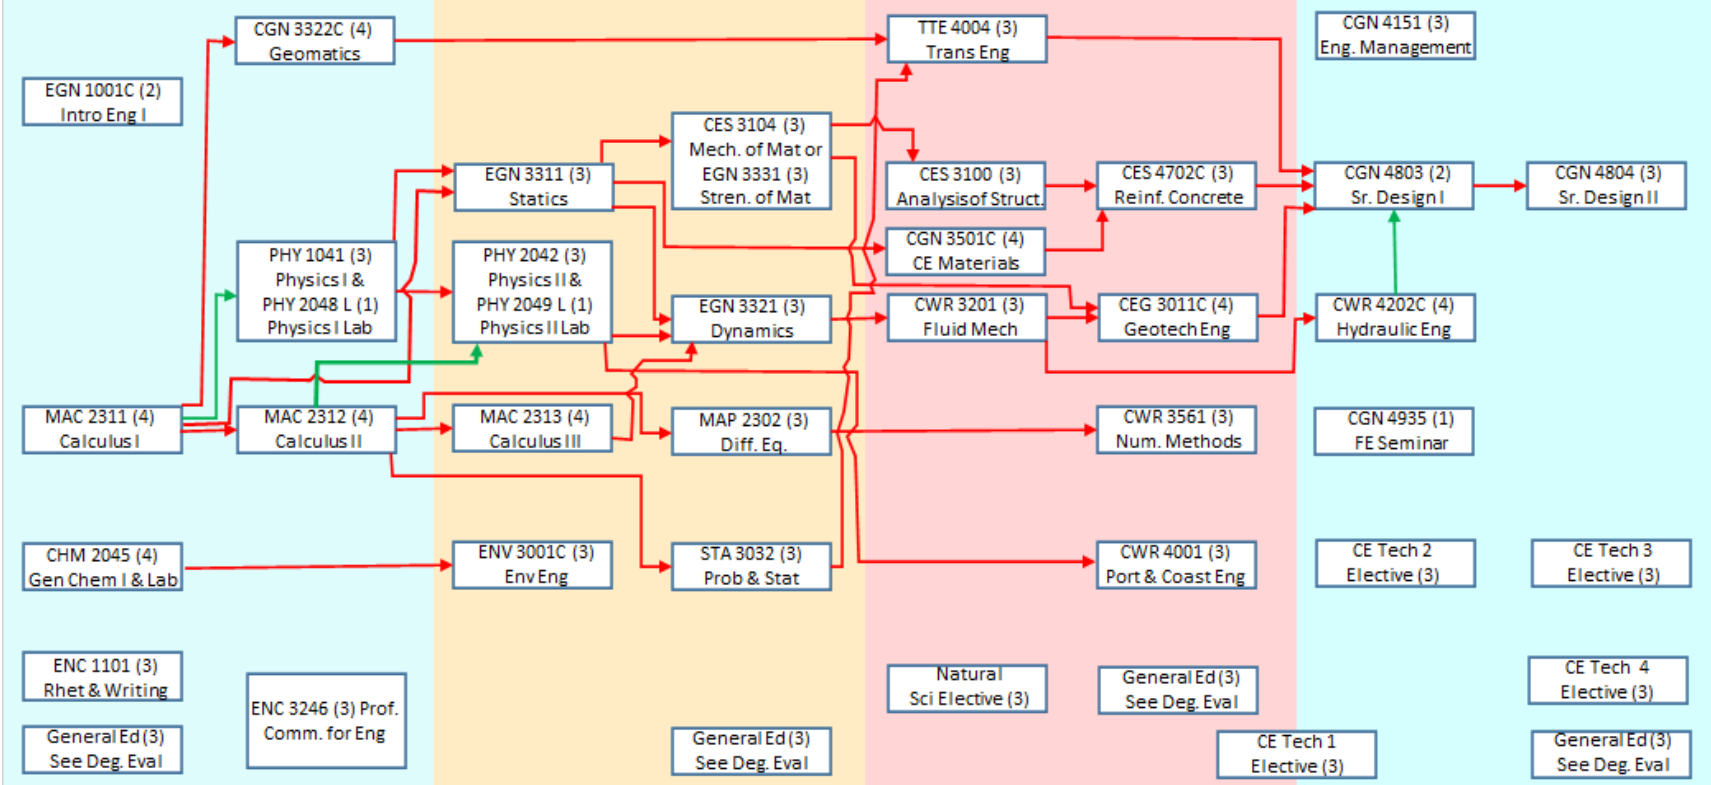 CGN 3322C (4)
Geomatics
TTE 4004 (3)
Trans Eng
CGN 4151 (3)
Eng. Management
EGN 1001C (2)
Intro Eng I
CES 3104 (3)
Mech. of Mat or
EGN 3331 (3)
Stren. of Mat
EGN 3311 (3)
Statics
CES 3100 (3)
Analysis of Struct.
CES 4702C (3)
Reinf. Concrete
CGN 4803 (2)
Sr. Design I
CGN 4804 (3)
Sr. Design II
PHY 1041 (3)
Physics I &
PHY 2048 L (1)
Physics I Lab
PHY 2042 (3)
Physics II &
PHY 2049 L (1)
Physics II Lab
CGN 3501C (4)
CE Materials
EGN 3321 (3)
Dynamics
CWR 3201 (3)
Fluid Mech
CEG 3011C (4)
Geotech Eng
CWR 4202C (4)
Hydraulic Eng
MAC 2311 (4)
Calculus I
MAC 2312 (4)
Calculus II
MAC 2313 (4)
Calculus III
MAP 2302 (3)
Diff. Eq.
CWR 3561 (3)
Num. Methods
CGN 4935 (1)
FE Seminar
CHM 2045 (4)
Gen Chem I & Lab
ENV 3001C (3)
Env Eng
STA 3032 (3)
Prob & Stat
CWR 4001 (3)
Port & Coast Eng
CE Tech 2
Elective (3)
CE Tech 3
Elective (3)
ENC 1101 (3)
Rhet & Writing
ENC 3246 (3) Prof.
Comm. for Eng
Natural
Sci Elective (3)
General Ed (3)
See Deg. Eval
CE Tech 4
Elective (3)
General Ed (3)
See Deg. Eval
General Ed (3)
See Deg. Eval
CE Tech 1
Elective (3)
General Ed (3)
See Deg. Eval